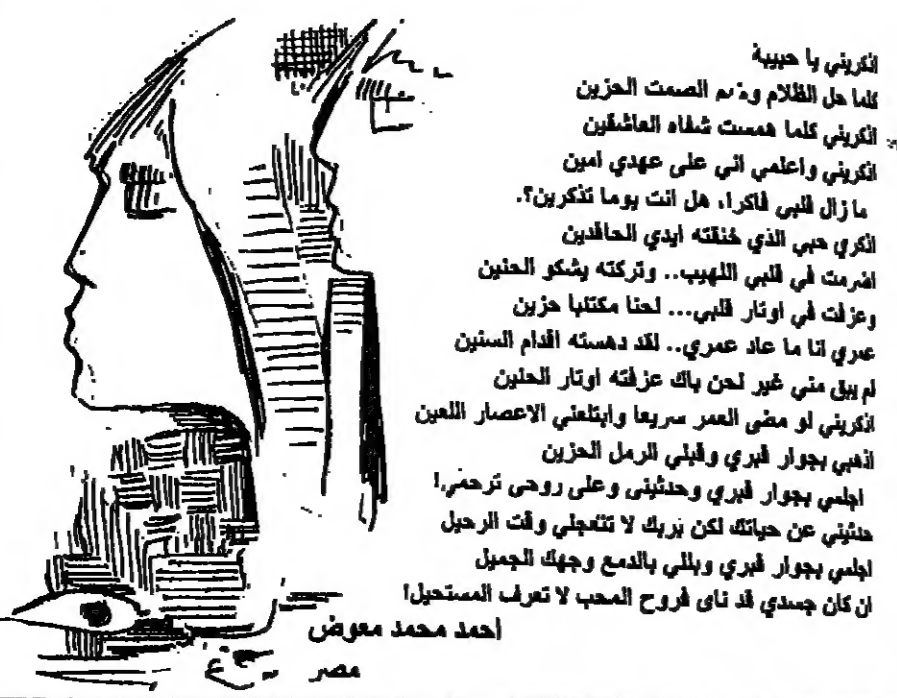 اذكريني يا حبيبة
كلما حل الظلام وضم الصمت الحزين
اذكريني كلما همست شفاه العاشقين
اذكريني واعلمي اني على عهدي امين
ما زال قلبي فاكرا، هل انت يوما تذكرين؟.
اذكري حبي الذي خنقته ايدي الحاقدين
اضرمت في قلبي اللهيب.. وتركته يشكو الحنين
وعزفت في اوتار قلبي... لحنا مكتئبا حزين
عمري انا ما عاد عمري.. لقد دهسته اقدام السنين
لم يبق مني غير لحن باك عزفته اوتار الحنين
اذكريني لو مضى العمر سريعا وابتلعني الاعصار اللعين
اذهبي بجوار قبري وقبلي الرمل الحزين
اجلسي بجوار قبري وحدثيني وعلى روحي ترحمي!
حدثيني عن حياتك لكن بربك لا تتعجلي وقت الرحيل
اجلسي بجوار قبري وبللي بالدمع وجهك الجميل
ان كان جسدي قد ناى فروح المحب لا تعرف المستحيل!
احمد محمد معوض
مصر